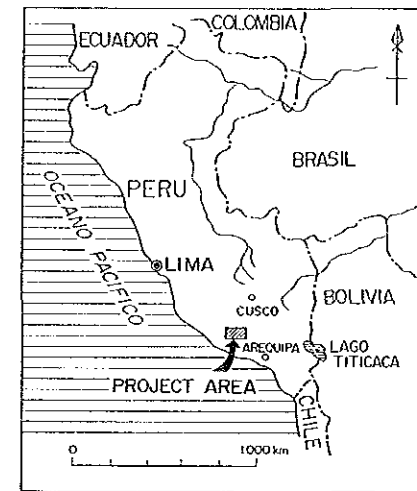 COLOMBIA
ECUADOR
BRASIL
PERU
OCEANO PACIFICO
LIMA
BOLIVIA
CUSCO
AREQUIPA
LAGO
TITICACA
PROJECT AREA
CHILE
0 1000 km